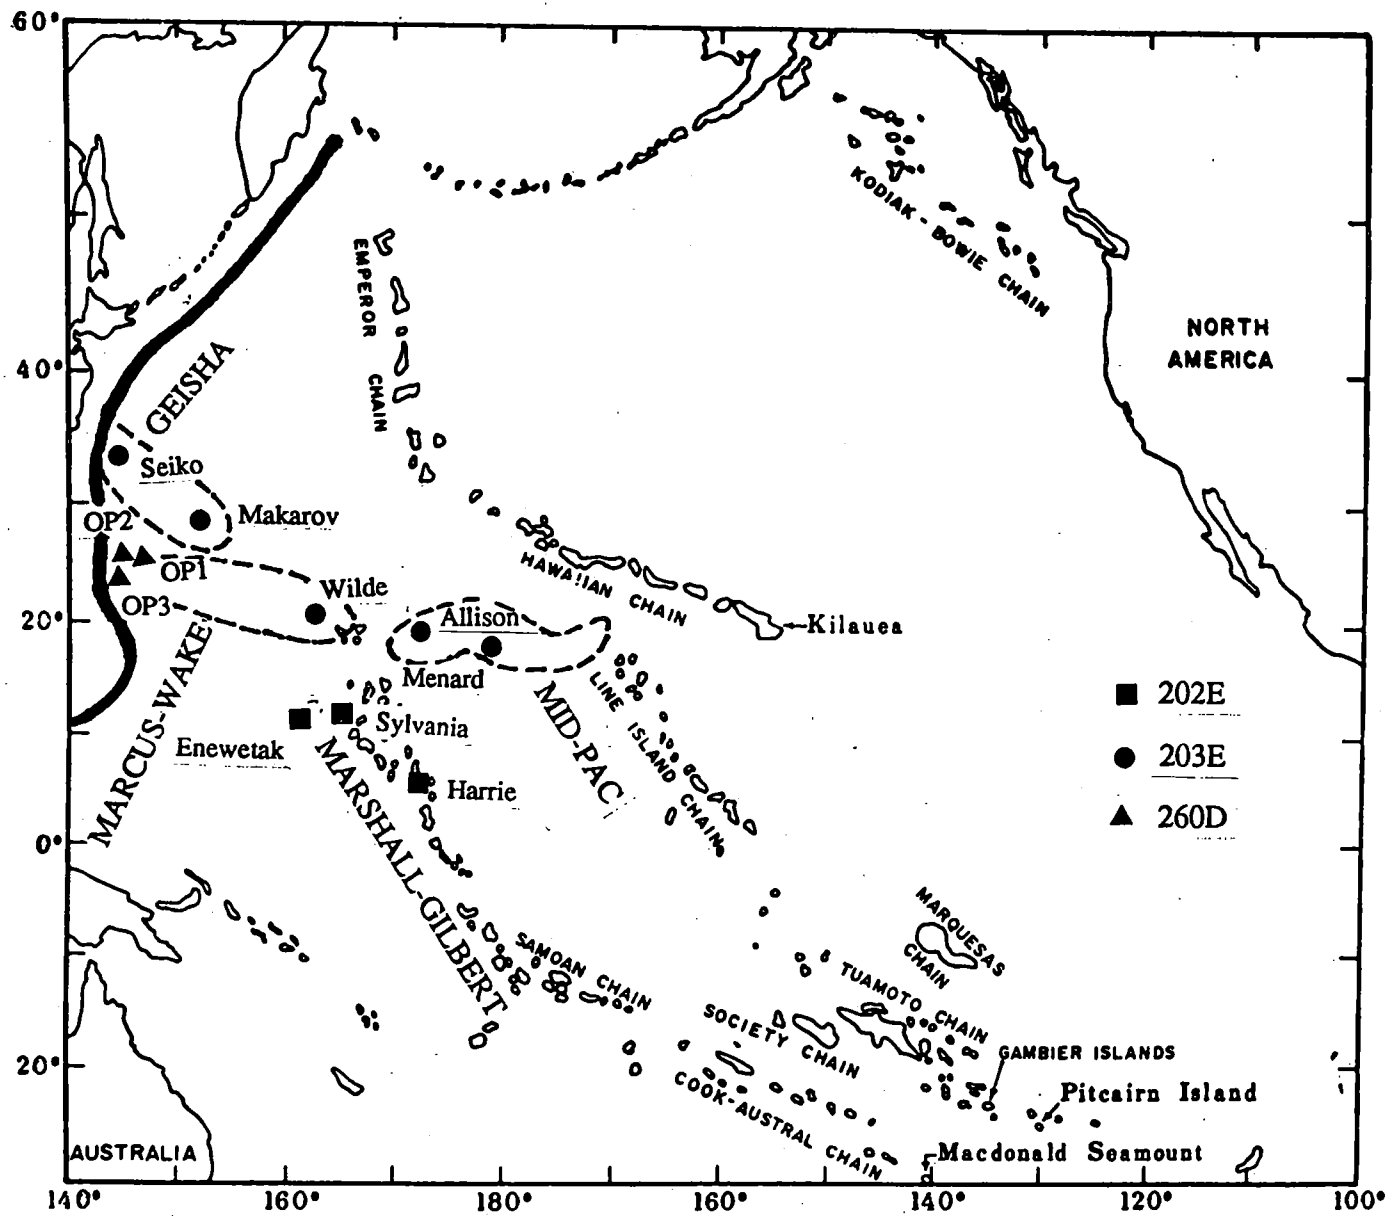 60°
40°
20°
0°
20°
140°
160°
180°
160°
140°
120°
100°
EMPEROR
CHAIN
KODIAK - BOWIE CHAIN
NORTH
AMERICA
GEISHA
Seiko
Makarov
OP2
OP1
OP3
Wilde
HAWAIIAN CHAIN
Kilauea
Allison
Menard
MID-PAC
LINE ISLAND CHAIN
MARCUS-WAKE
Enewetak
Sylvania
Harrie
MARSHALL-GILBERT
202E
203E
260D
SAMOAN CHAIN
MARQUESAS
CHAIN
TUAMOTO CHAIN
SOCIETY CHAIN
GAMBIER ISLANDS
Pitcairn Island
COOK-AUSTRAL CHAIN
Macdonald Seamount
AUSTRALIA